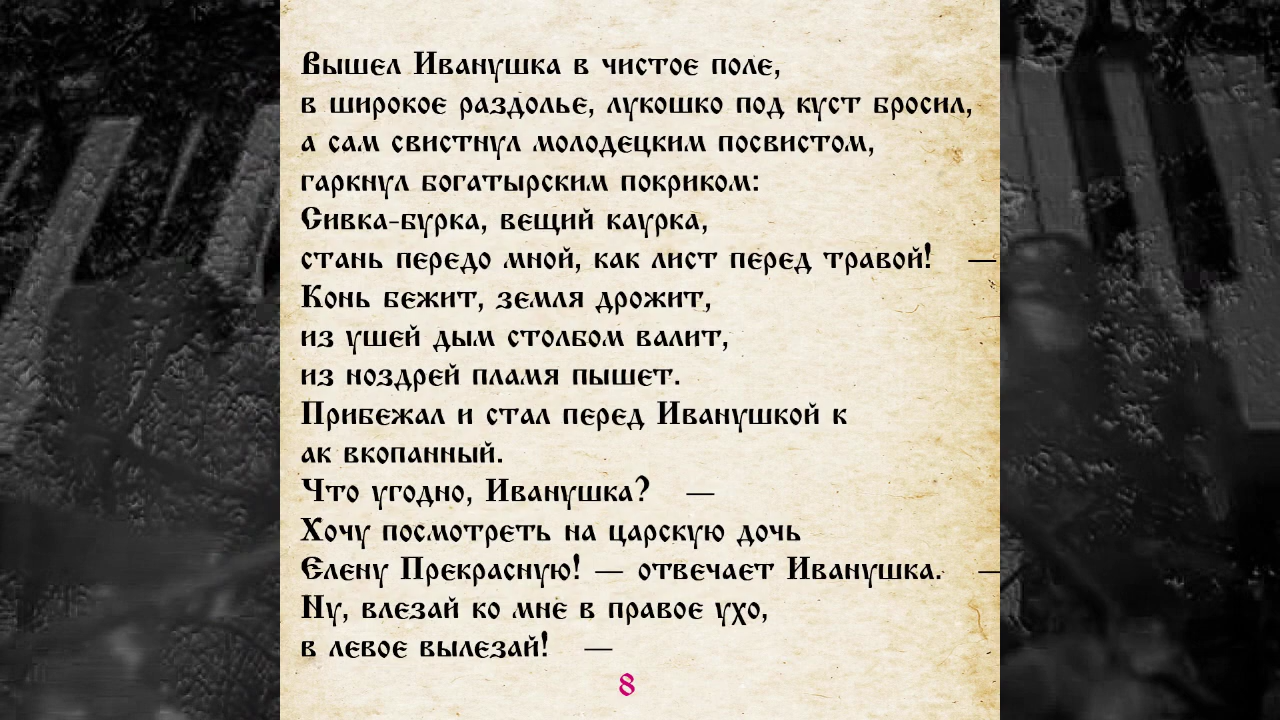 Вышел Иванушка в чистое поле,
в широкое раздолье, лукошко под куст бросил,
а сам свистнул молодецким посвистом,
гаркнул богатырским покриком:
Сивка-бурка, вещий каурка,
стань передо мной, как лист перед травой! —
Конь бежит, земля дрожит,
из ушей дым столбом валит,
из ноздрей пламя пышет.
Прибежал и стал перед Иванушкой к
ак вкопанный.
Что угодно, Иванушка? —
Хочу посмотреть на царскую дочь
Елену Прекрасную! — отвечает Иванушка. —
Ну, влезай ко мне в правое ухо,
в левое вылезай! —
8